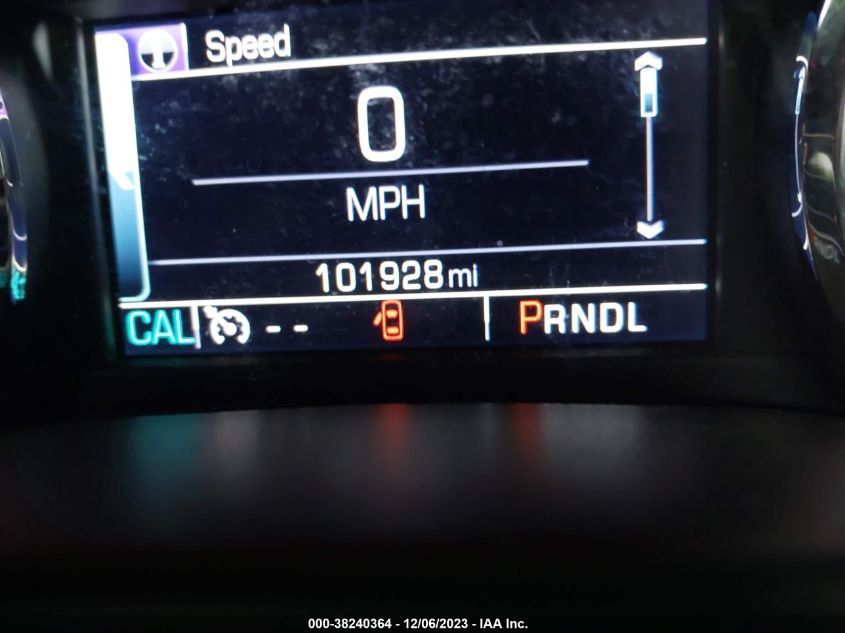 Speed
0
MPH
101928 mi
CAL -- PRNDL
000-38240364 - 12/06/2023 - IAA Inc.